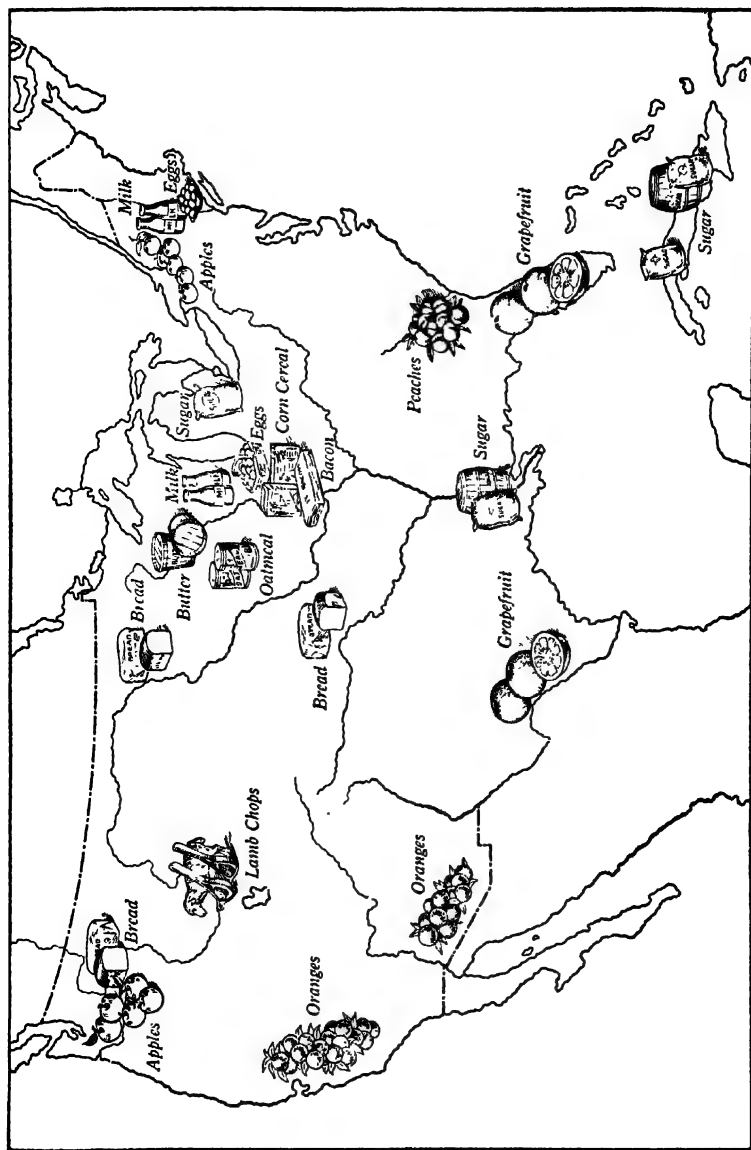 Bread
Apples
Bread
Milk
Eggs
Butter
Milk
Sugar
Apples
Lamb Chops
Oatmeal
Eggs
Corn Cereal
Bacon
Oranges
Bread
Oranges
Peaches
Sugar
Grapefruit
Grapefruit
Sugar